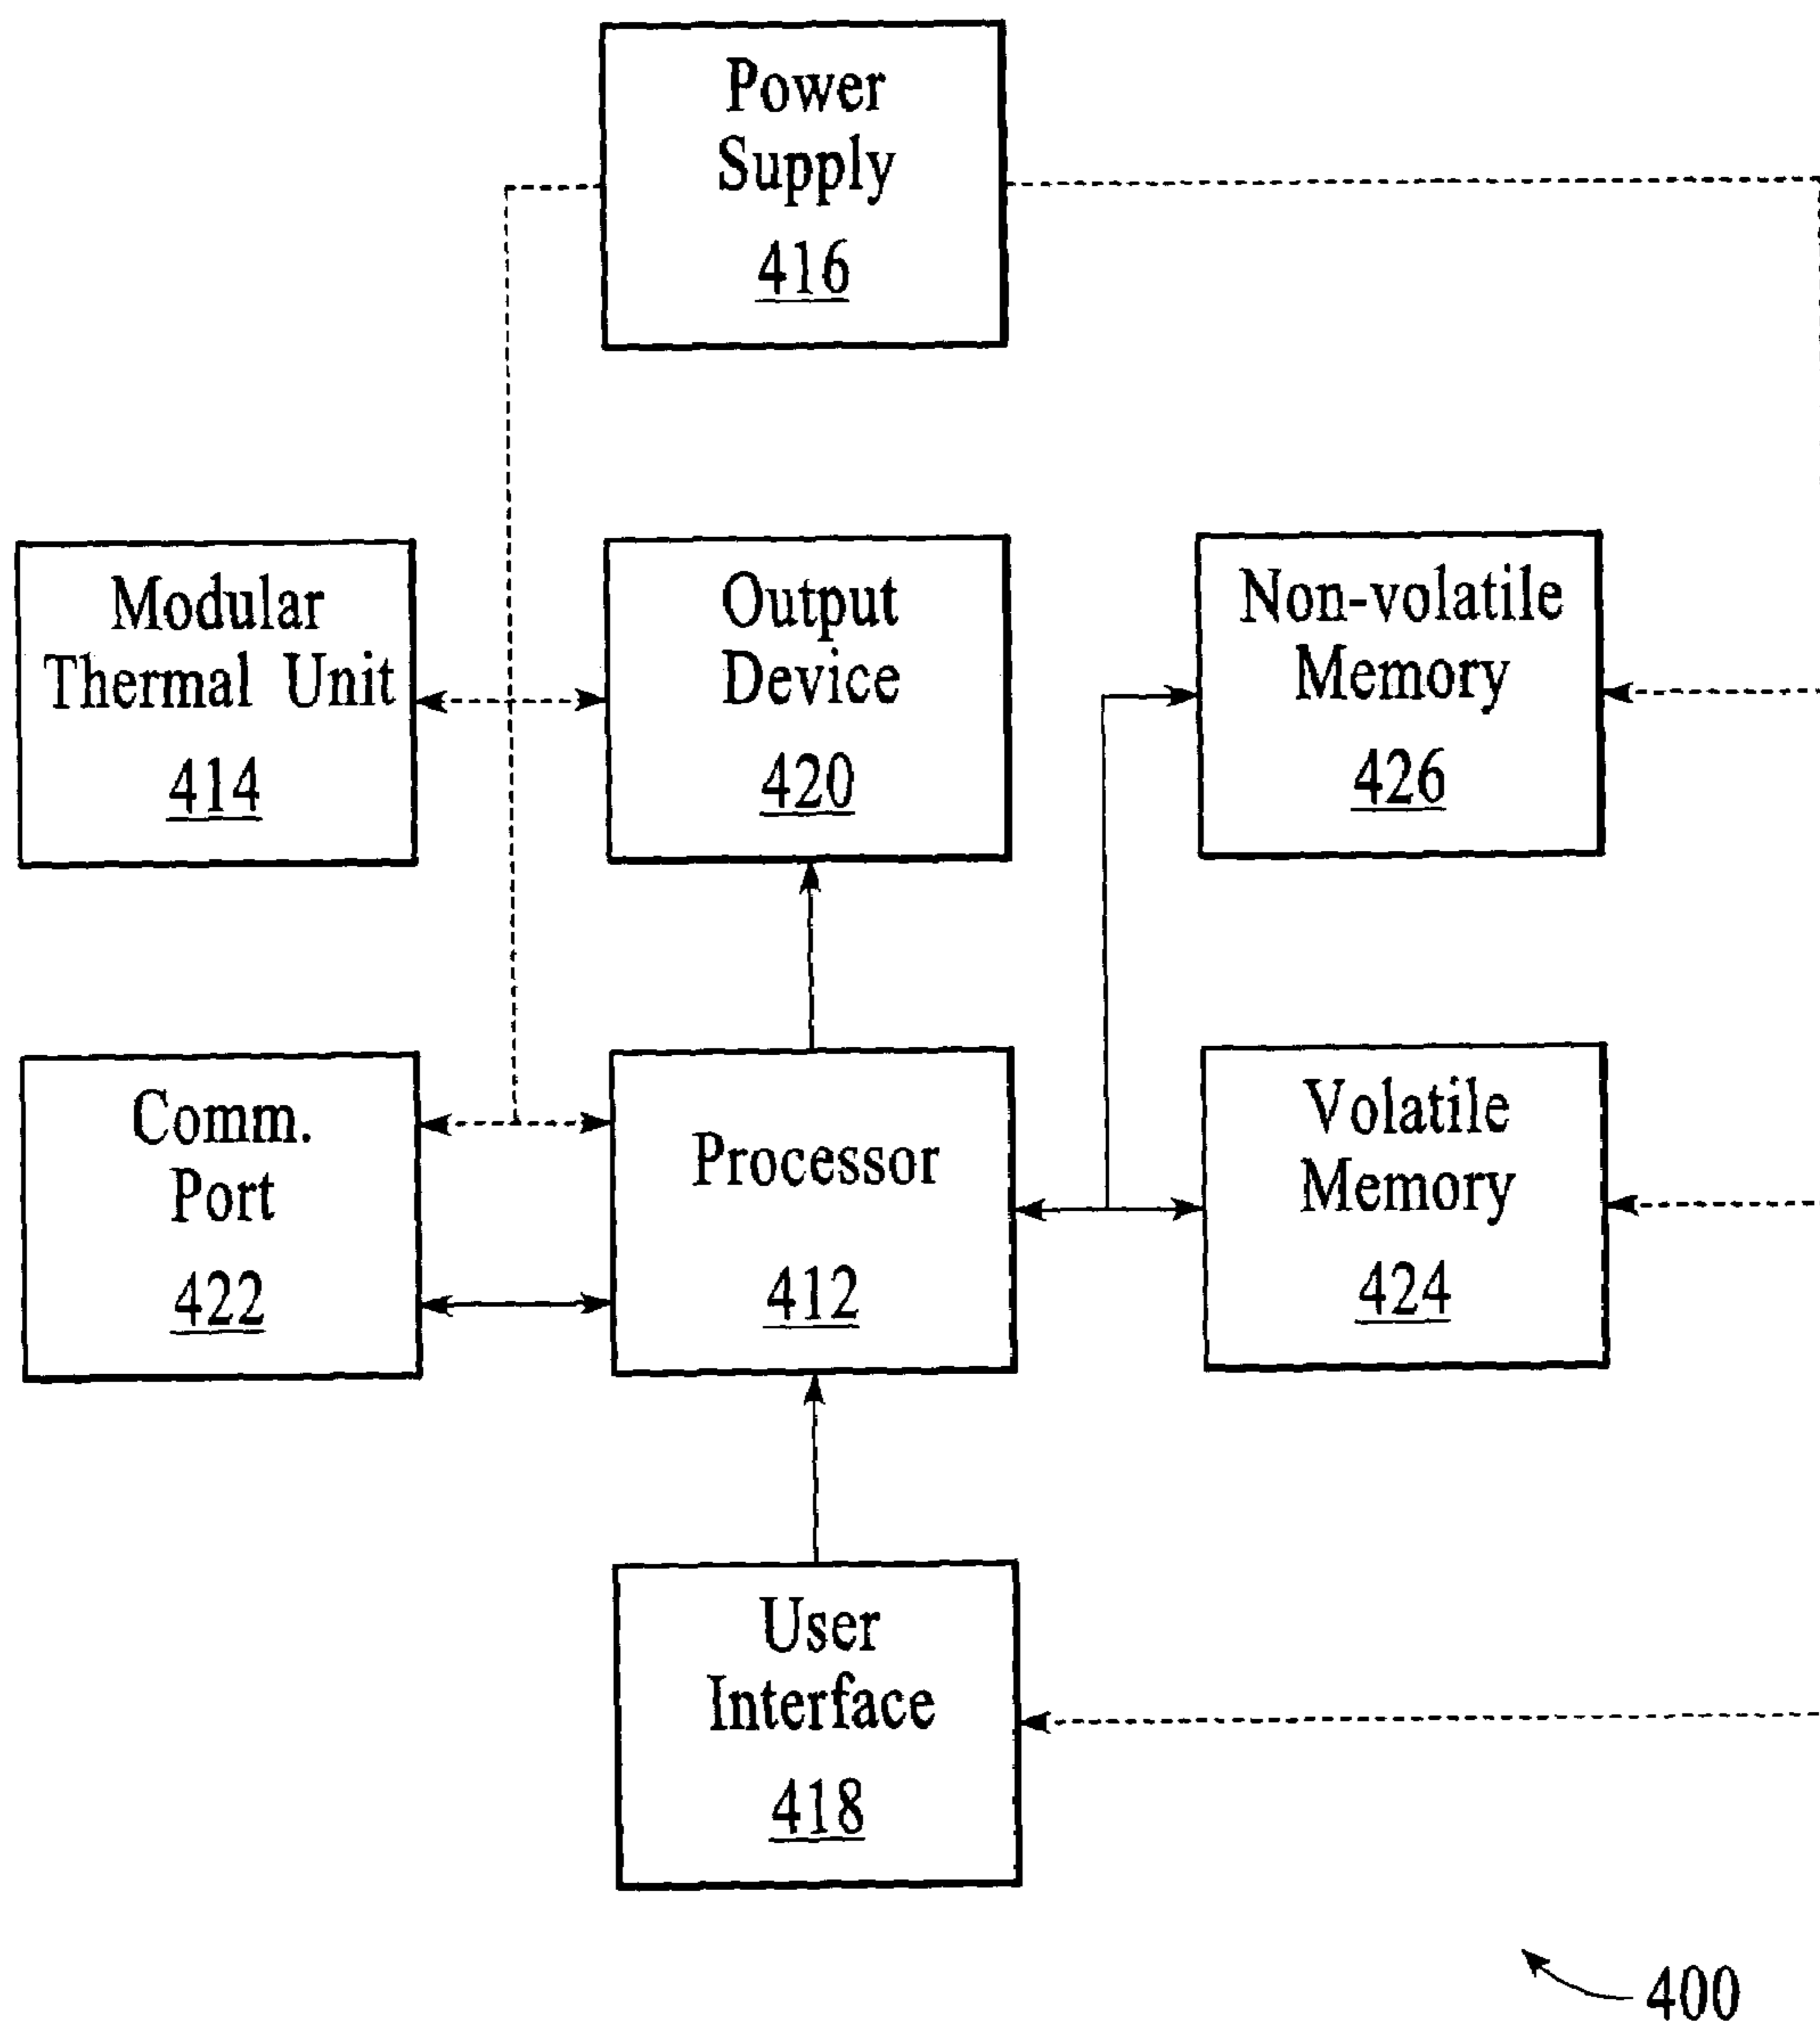 Power
Supply
416
Modular
Thermal Unit
414
Output
Device
420
Non-volatile
Memory
426
Comm.
Port
422
Processor
412
Volatile
Memory
424
User
Interface
418
400